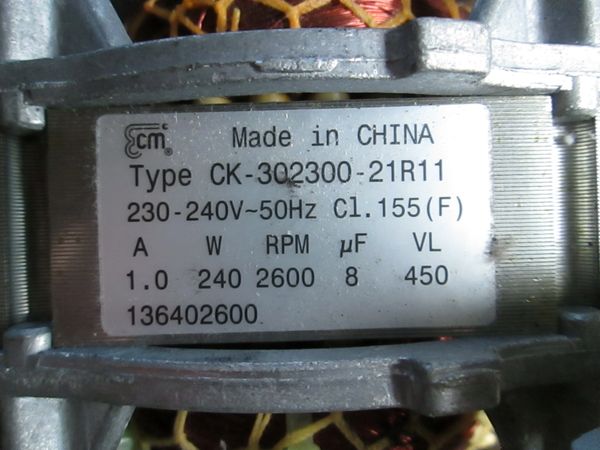 cm®
Made in CHINA
Type CK-302300-21R11
230-240V~50Hz Cl.155(F)
A W RPM µF VL
1.0 240 2600 8 450
136402600